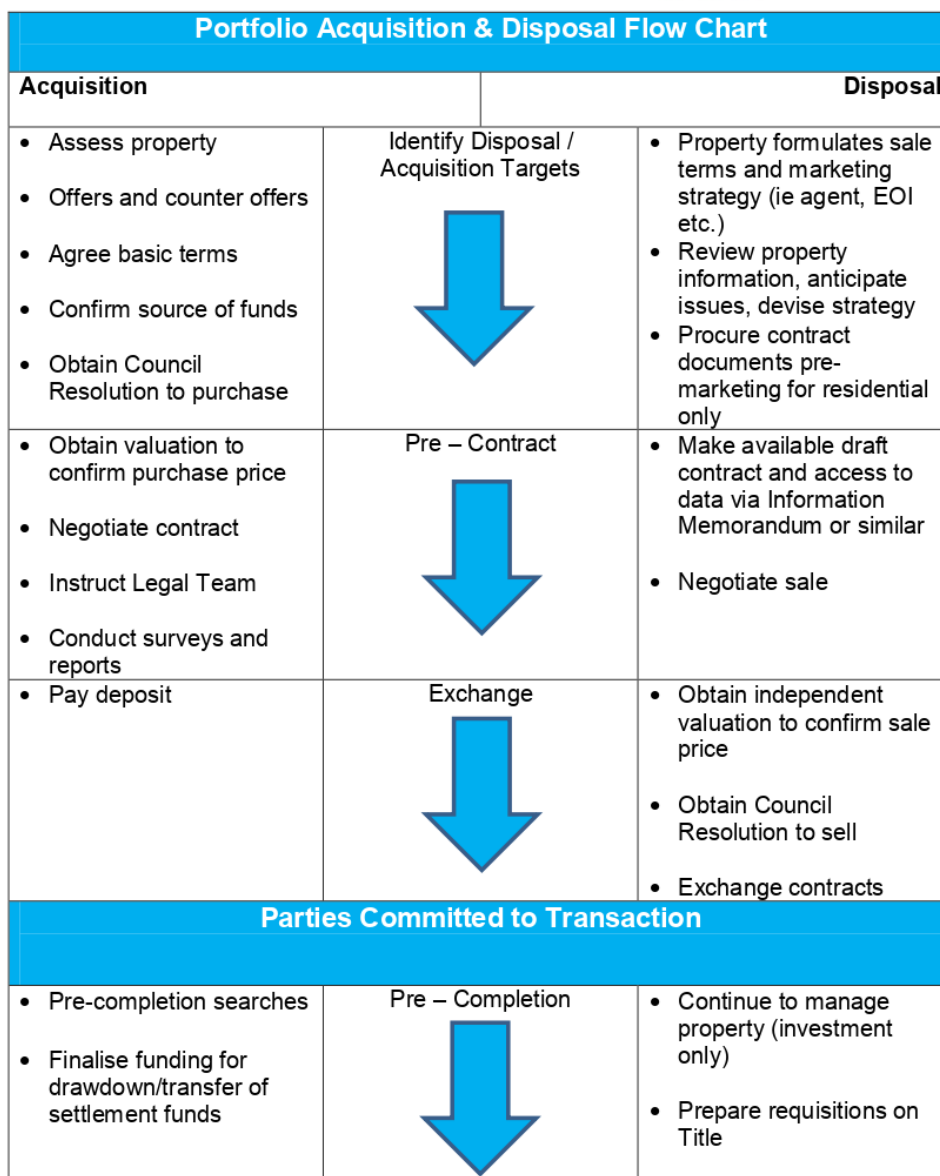 Portfolio Acquisition & Disposal Flow Chart
Acquisition
Disposal
• Assess property
• Offers and counter offers
• Agree basic terms
• Confirm source of funds
• Obtain Council
Resolution to purchase
Identify Disposal /
Acquisition Targets
• Property formulates sale
terms and marketing
strategy (ie agent, EOI
etc.)
• Review property
information, anticipate
issues, devise strategy
• Procure contract
documents pre-
marketing for residential
only
• Obtain valuation to
confirm purchase price
• Negotiate contract
• Instruct Legal Team
• Conduct surveys and
reports
Pre – Contract
• Make available draft
contract and access to
data via Information
Memorandum or similar
• Negotiate sale
• Pay deposit
Exchange
• Obtain independent
valuation to confirm sale
price
• Obtain Council
Resolution to sell
• Exchange contracts
Parties Committed to Transaction
• Pre-completion searches
• Finalise funding for
drawdown/transfer of
settlement funds
Pre – Completion
• Continue to manage
property (investment
only)
• Prepare requisitions on
Title